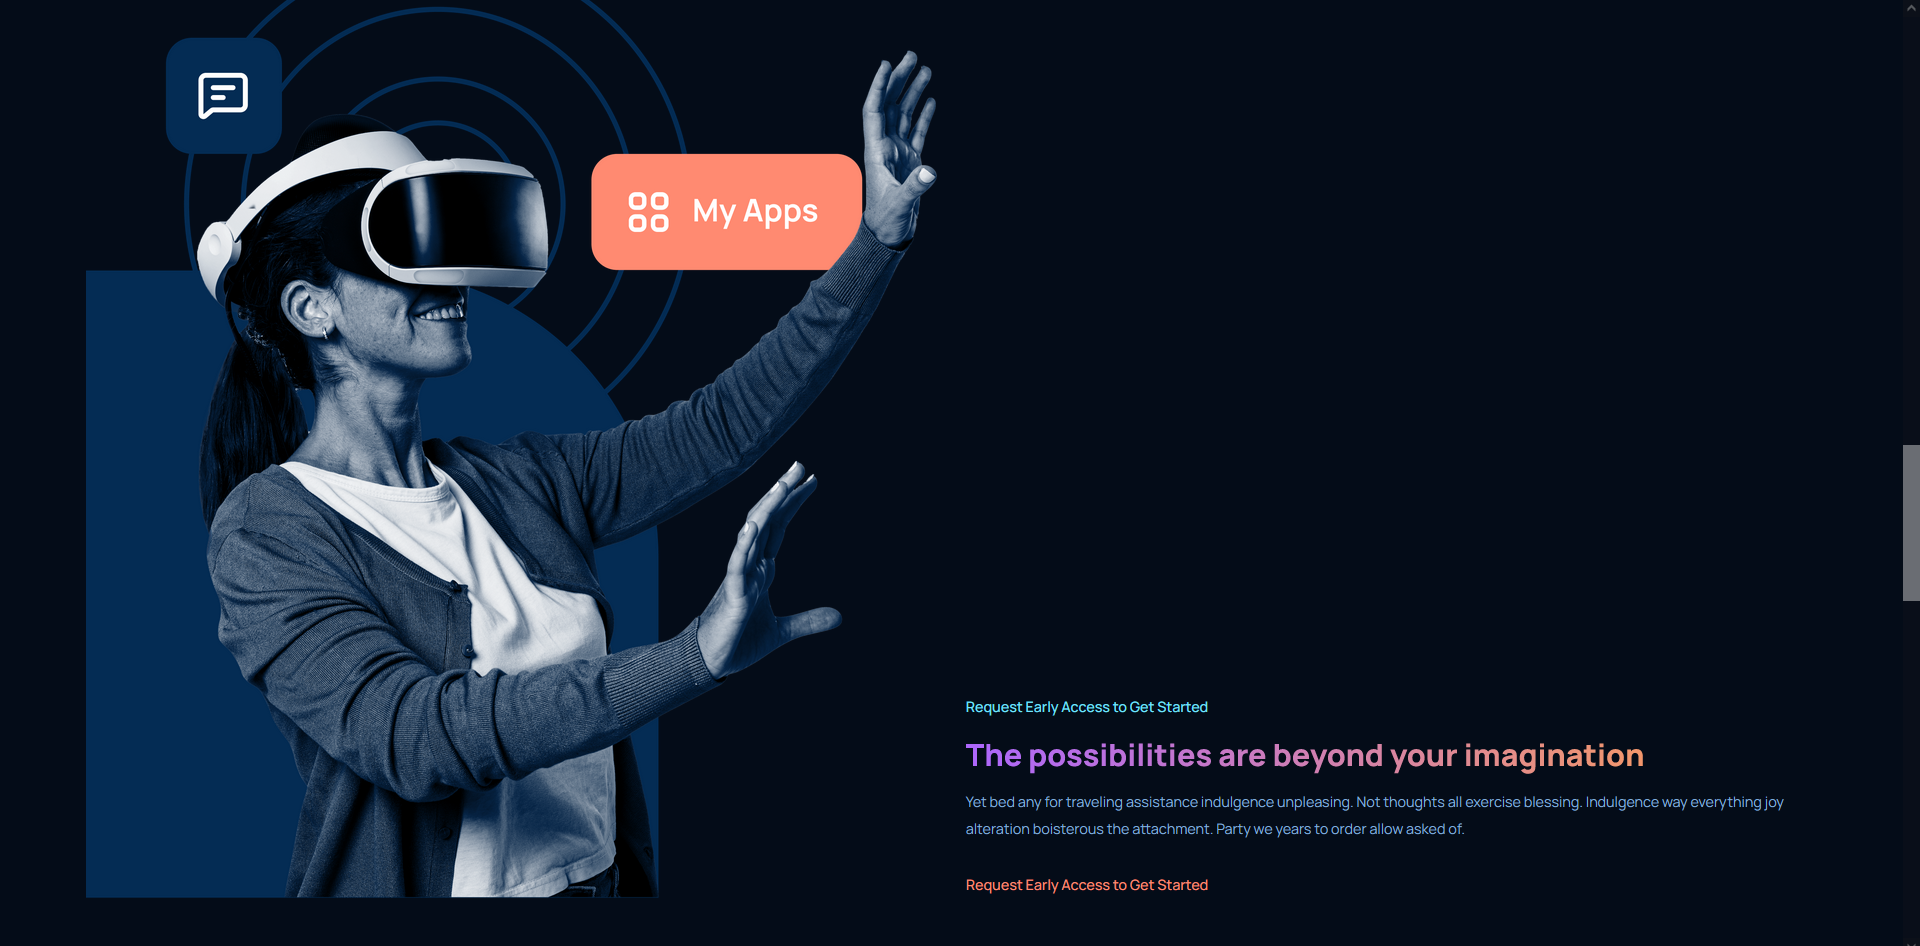 My Apps
Request Early Access to Get Started
The possibilities are beyond your imagination
Yet bed any for traveling assistance indulgence unpleasing. Not thoughts all exercise blessing. Indulgence way everything joy
alteration boisterous the attachment. Party we years to order allow asked of.
Request Early Access to Get Started